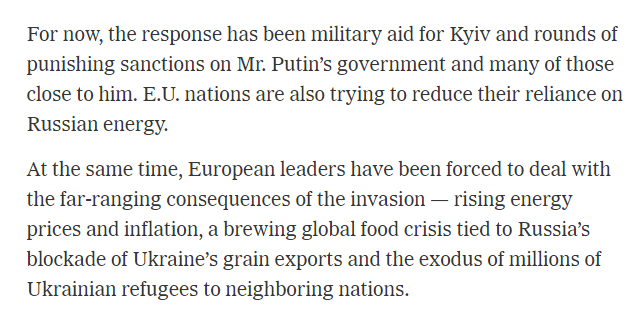 For now, the response has been military aid for Kyiv and rounds of
punishing sanctions on Mr. Putin’s government and many of those
close to him. E.U. nations are also trying to reduce their reliance on
Russian energy.
At the same time, European leaders have been forced to deal with
the far-ranging consequences of the invasion — rising energy
prices and inflation, a brewing global food crisis tied to Russia’s
blockade of Ukraine’s grain exports and the exodus of millions of
Ukrainian refugees to neighboring nations.